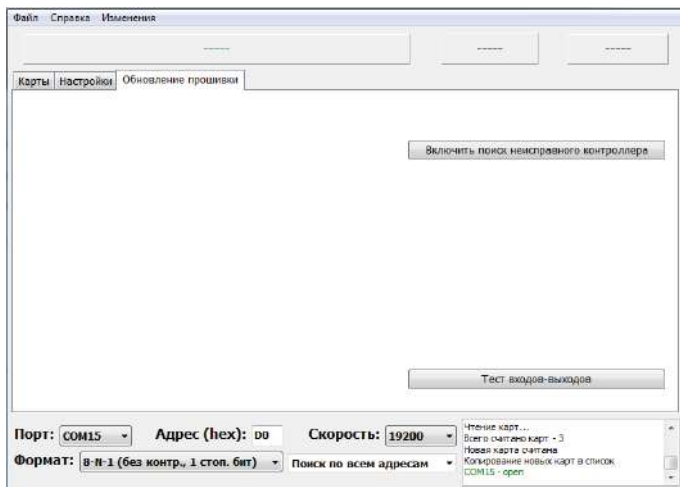 Файл Справка Изменения
----- ----- -----
Карты Настройки Обновление прошивки
Включить поиск неисправного контроллера
Тест входов-выходов
Порт: COM15 Адрес (hex): D0 Скорость: 19200
Формат: 8-N-1 (без контр., 1 стоп. бит) Поиск по всем адресам
Чтение карт...
Всего считано карт - 3
Новая карта считана
Копирование новых карт в список
COM15 - open